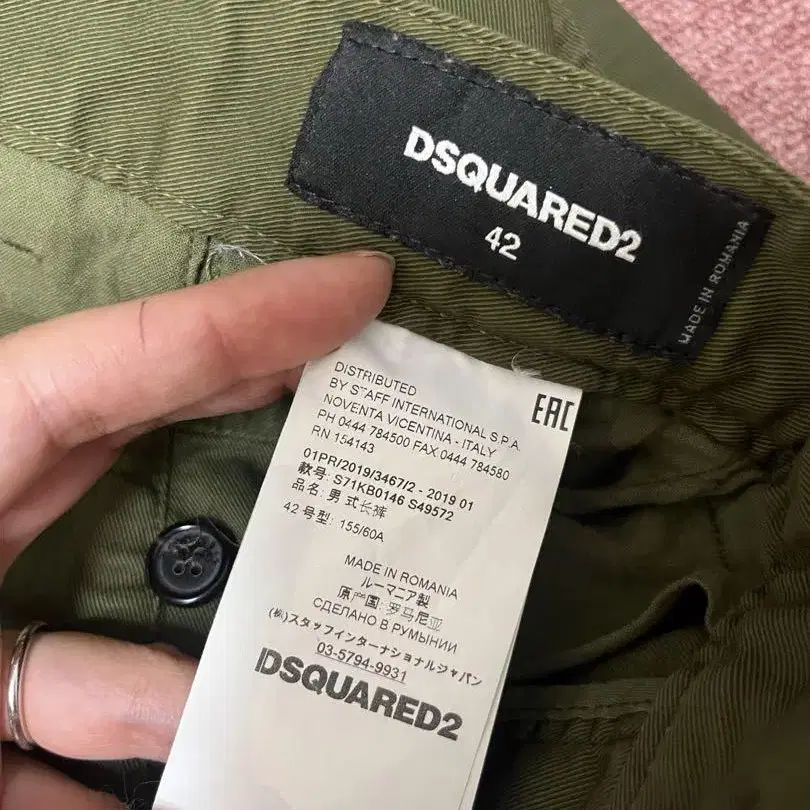 DSQUARED2
42
MADE IN ROMANIA
DISTRIBUTED
BY STAFF INTERNATIONAL S.P.A.
NOVENTA VICENTINA - ITALY
PH 0444 784500 FAX 0444 784580
RN 154143
EAC
01PR/2019/3467/2 - 2019 01
款号: S71KB0146 S49572
品名: 男 式长裤
42 号型: 155/60A
MADE IN ROMANIA
ルーマニア製
原产国: 罗马尼亚
СДЕЛАНО В РУМЫНИИ
(株)スタッフインターナショナルジャパン
03-5794-9931
DSQUARED2